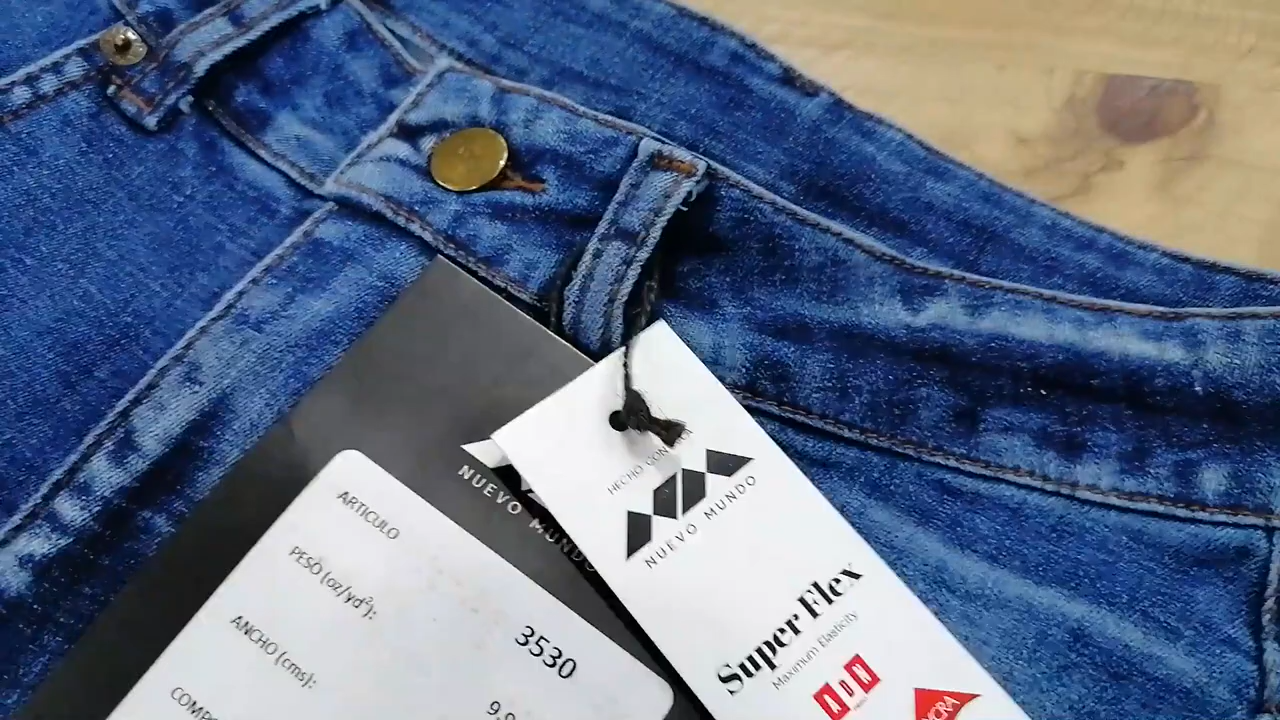 HECHO CON
NUEVO MUNDO
Super Flex
Maximum Elasticity
ADN
NUEVO MUNDO
ARTICULO
3530
PESO (oz/yd²):
ANCHO (cms):